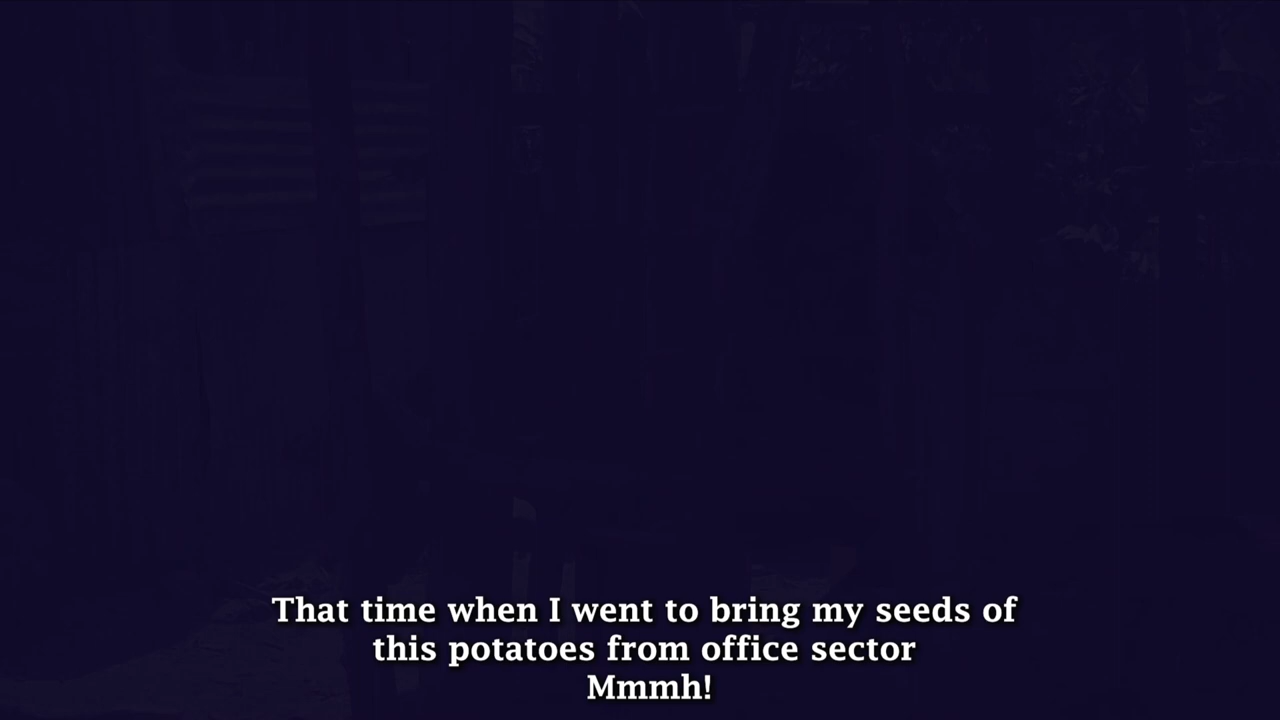 That time when I went to bring my seeds of
this potatoes from office sector
Mmmh!